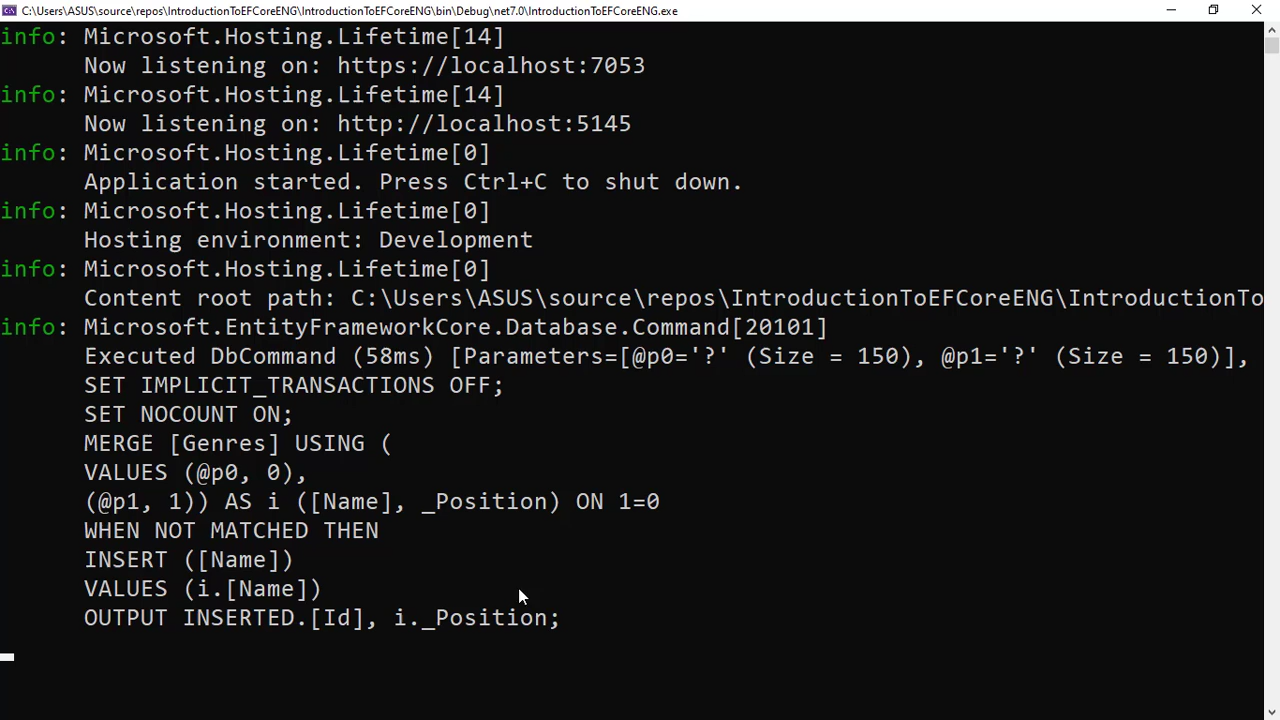 C:\Users\ASUS\source\repos\IntroductionToEFCoreENG\IntroductionToEFCoreENG\bin\Debug\net7.0\IntroductionToEFCoreENG.exe
info: Microsoft.Hosting.Lifetime[14]
Now listening on: https://localhost:7053
info: Microsoft.Hosting.Lifetime[14]
Now listening on: http://localhost:5145
info: Microsoft.Hosting.Lifetime[0]
Application started. Press Ctrl+C to shut down.
info: Microsoft.Hosting.Lifetime[0]
Hosting environment: Development
info: Microsoft.Hosting.Lifetime[0]
Content root path: C:\Users\ASUS\source\repos\IntroductionToEFCoreENG\IntroductionTo
info: Microsoft.EntityFrameworkCore.Database.Command[20101]
Executed DbCommand (58ms) [Parameters=[@p0='?' (Size = 150), @p1='?' (Size = 150)],
SET IMPLICIT_TRANSACTIONS OFF;
SET NOCOUNT ON;
MERGE [Genres] USING (
VALUES (@p0, 0),
(@p1, 1)) AS i ([Name], _Position) ON 1=0
WHEN NOT MATCHED THEN
INSERT ([Name])
VALUES (i.[Name])
OUTPUT INSERTED.[Id], i._Position;